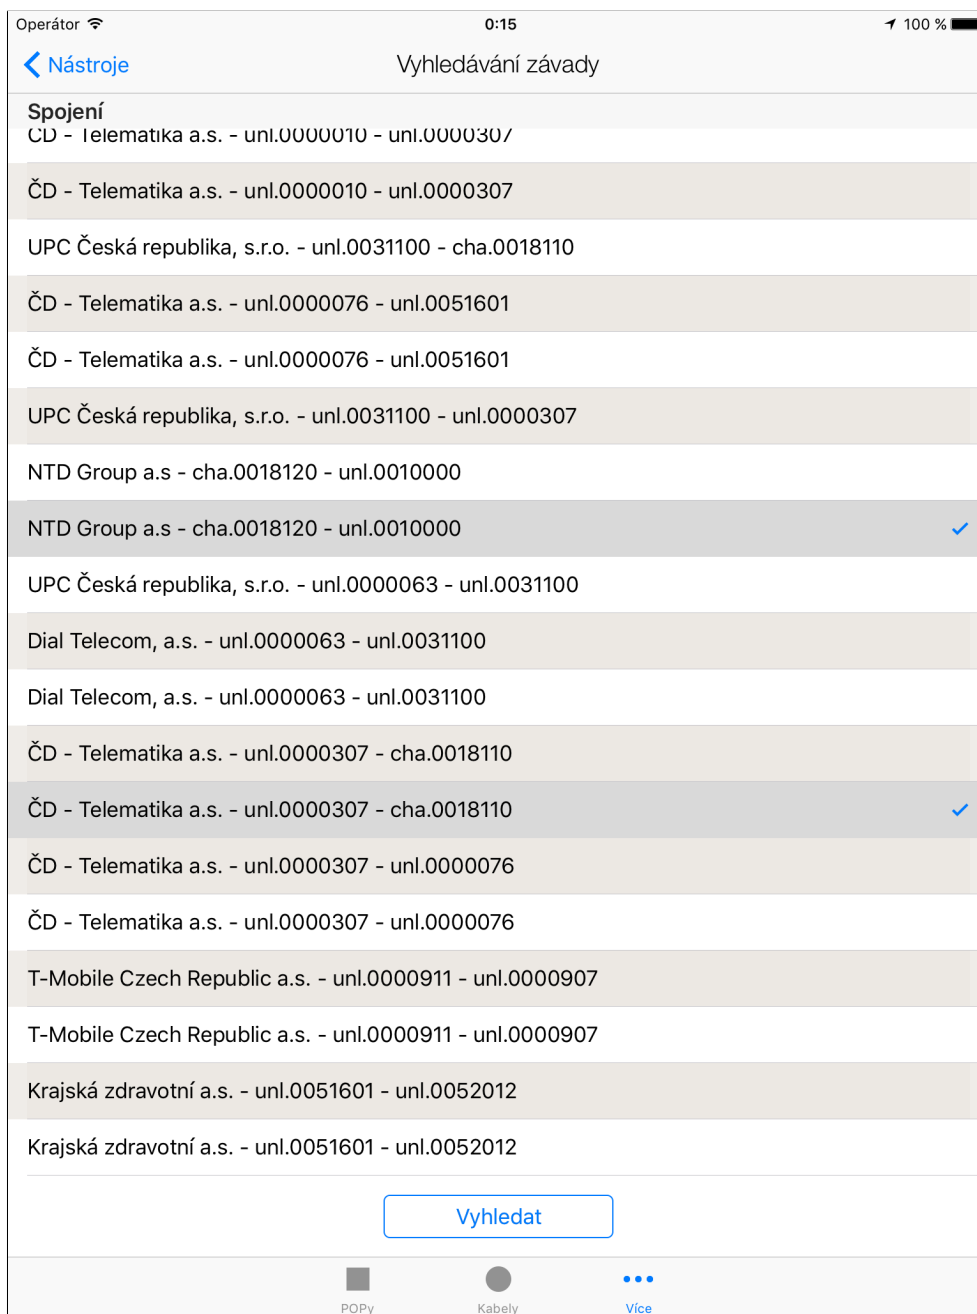 Operátor
0:15
100 %
Nástroje
Vyhledávání závady
Spojení
ČD - Telematika a.s. - unl.0000010 - unl.0000307
ČD - Telematika a.s. - unl.0000010 - unl.0000307
UPC Česká republika, s.r.o. - unl.0031100 - cha.0018110
ČD - Telematika a.s. - unl.0000076 - unl.0051601
ČD - Telematika a.s. - unl.0000076 - unl.0051601
UPC Česká republika, s.r.o. - unl.0031100 - unl.0000307
NTD Group a.s - cha.0018120 - unl.0010000
NTD Group a.s - cha.0018120 - unl.0010000
UPC Česká republika, s.r.o. - unl.0000063 - unl.0031100
Dial Telecom, a.s. - unl.0000063 - unl.0031100
Dial Telecom, a.s. - unl.0000063 - unl.0031100
ČD - Telematika a.s. - unl.0000307 - cha.0018110
ČD - Telematika a.s. - unl.0000307 - cha.0018110
ČD - Telematika a.s. - unl.0000307 - unl.0000076
ČD - Telematika a.s. - unl.0000307 - unl.0000076
T-Mobile Czech Republic a.s. - unl.0000911 - unl.0000907
T-Mobile Czech Republic a.s. - unl.0000911 - unl.0000907
Krajská zdravotní a.s. - unl.0051601 - unl.0052012
Krajská zdravotní a.s. - unl.0051601 - unl.0052012
Vyhledat
POPy
Kabely
Více